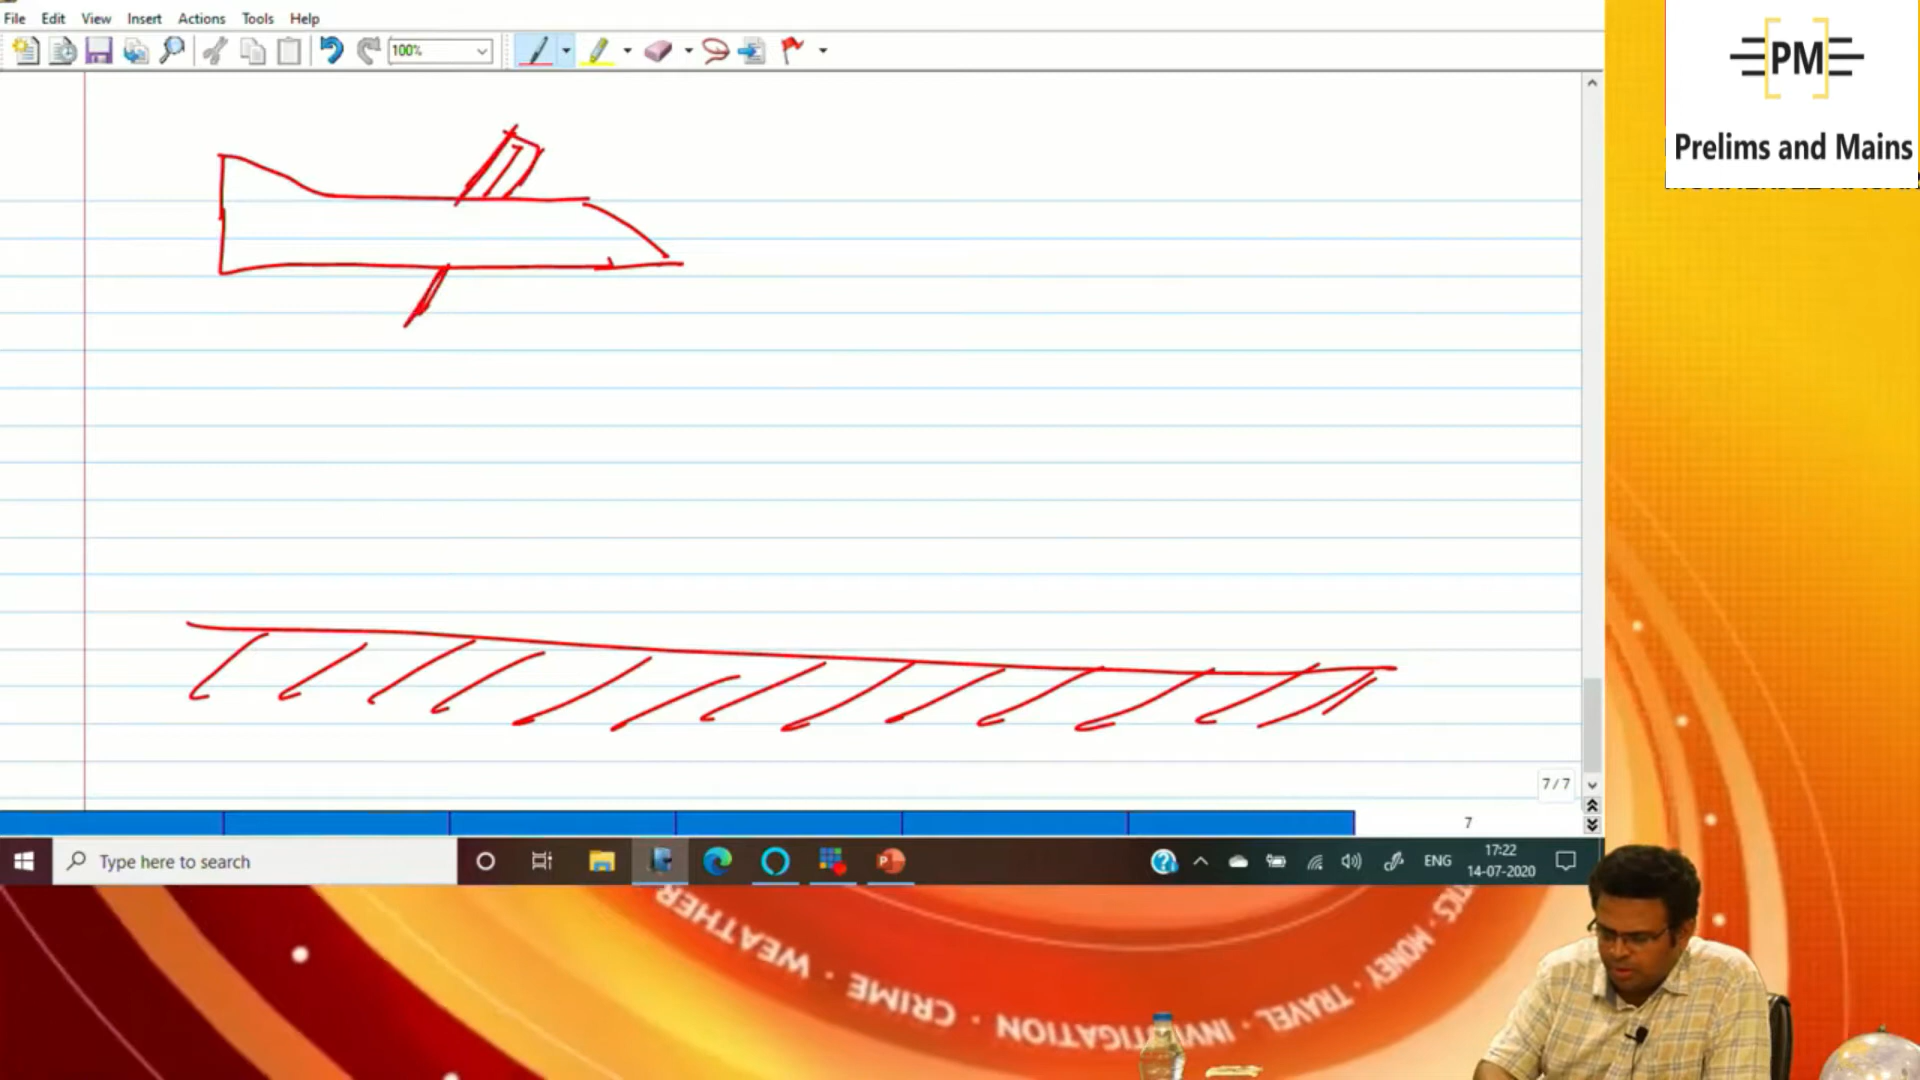 File Edit View Insert Actions Tools Help
100%
PM
Prelims and Mains
7 / 7
7
Type here to search
ENG
17:22
14-07-2020
WEATHER · CRIME · INVESTIGATION · TRAVEL · MONEY ·